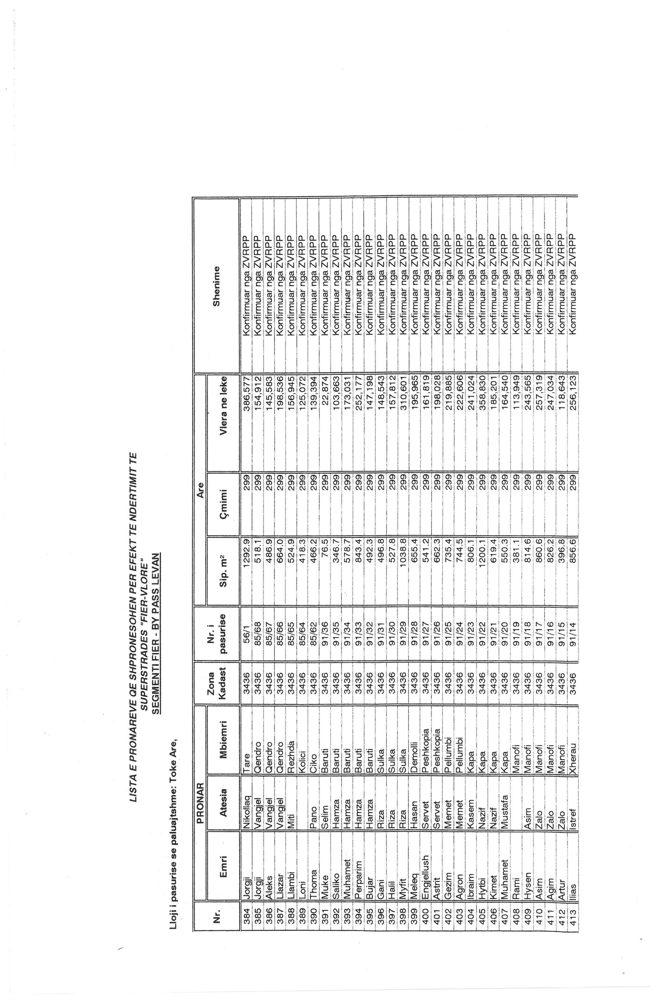 LISTA E PRONAREVE QE SHPRONESOHEN PER EFEKT TE NDERTIMIT TE
SUPERSTRADES "FIER-VLORE"
SEGMENTI FIER - BY PASS LEVAN
Lloji i pasurise se paluajtshme: Toke Are,
PRONAR Are
Nr. Emri Atesia Mbiemri Zona Kadast Nr. i pasurise Sip. m² Çmimi Vlera ne leke Shenime
384 Jorgji Nikollaq Tare 3436 56/1 1292.9 299 386,577 Konfirmuar nga ZVRPP
385 Jorgji Vangjel Qendro 3436 85/68 518.1 299 154,912 Konfirmuar nga ZVRPP
386 Aleks Vangjel Qendro 3436 85/67 486.9 299 145,583 Konfirmuar nga ZVRPP
387 Llazar Vangjel Qendro 3436 85/66 664.0 299 198,536 Konfirmuar nga ZVRPP
388 Llambi Miti Rezhda 3436 85/65 524.9 299 156,945 Konfirmuar nga ZVRPP
389 Loni Kolici 3436 85/64 418.3 299 125,072 Konfirmuar nga ZVRPP
390 Thoma Pano Ciko 3436 85/62 466.2 299 139,394 Konfirmuar nga ZVRPP
391 Muke Selim Baruti 3436 91/36 76.5 299 22,874 Konfirmuar nga ZVRPP
392 Saliko Hamza Baruti 3436 91/35 346.7 299 103,663 Konfirmuar nga ZVRPP
393 Muhamet Hamza Baruti 3436 91/34 578.7 299 173,031 Konfirmuar nga ZVRPP
394 Perparim Hamza Baruti 3436 91/33 843.4 299 252,177 Konfirmuar nga ZVRPP
395 Bujar Hamza Baruti 3436 91/32 492.3 299 147,198 Konfirmuar nga ZVRPP
396 Gani Riza Sulka 3436 91/31 496.8 299 148,543 Konfirmuar nga ZVRPP
397 Halil Riza Sulka 3436 91/30 527.8 299 157,812 Konfirmuar nga ZVRPP
398 Myfit Riza Sulka 3436 91/29 1038.8 299 310,601 Konfirmuar nga ZVRPP
399 Meleq Hasan Demolli 3436 91/28 655.4 299 195,965 Konfirmuar nga ZVRPP
400 Engjellush Servet Peshkopia 3436 91/27 541.2 299 161,819 Konfirmuar nga ZVRPP
401 Astrit Servet Peshkopia 3436 91/26 662.3 299 198,028 Konfirmuar nga ZVRPP
402 Gezim Memet Pellumbi 3436 91/25 735.4 299 219,885 Konfirmuar nga ZVRPP
403 Agron Memet Pellumbi 3436 91/24 744.5 299 222,606 Konfirmuar nga ZVRPP
404 Ibraim Kasem Kapa 3436 91/23 806.1 299 241,024 Konfirmuar nga ZVRPP
405 Hytbi Nazif Kapa 3436 91/22 1200.1 299 358,830 Konfirmuar nga ZVRPP
406 Kimet Nazif Kapa 3436 91/21 619.4 299 185,201 Konfirmuar nga ZVRPP
407 Muhamet Mustafa Kapa 3436 91/20 550.3 299 164,540 Konfirmuar nga ZVRPP
408 Rami Manofi 3436 91/19 381.1 299 113,949 Konfirmuar nga ZVRPP
409 Hysen Asim Manofi 3436 91/18 814.6 299 243,565 Konfirmuar nga ZVRPP
410 Asim Zalo Manofi 3436 91/17 860.6 299 257,319 Konfirmuar nga ZVRPP
411 Agim Zalo Manofi 3436 91/16 826.2 299 247,034 Konfirmuar nga ZVRPP
412 Artur Zalo Manofi 3436 91/15 396.8 299 118,643 Konfirmuar nga ZVRPP
413 Ilias Istref Xherau 3436 91/14 856.6 299 256,123 Konfirmuar nga ZVRPP